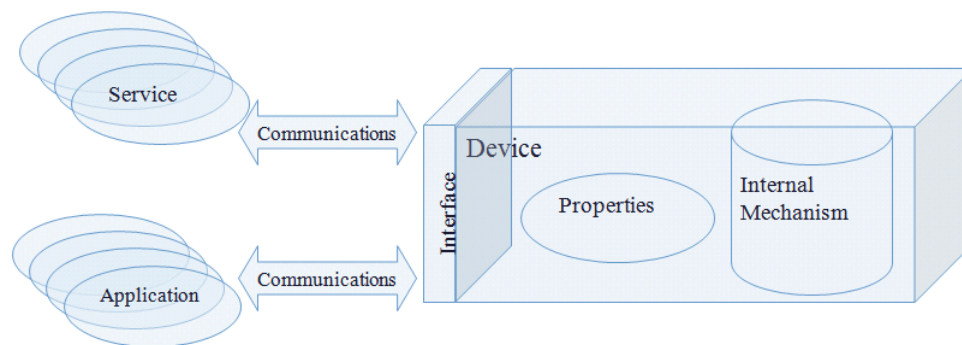 Service
Communications
Device
Interface
Properties
Internal
Mechanism
Application
Communications